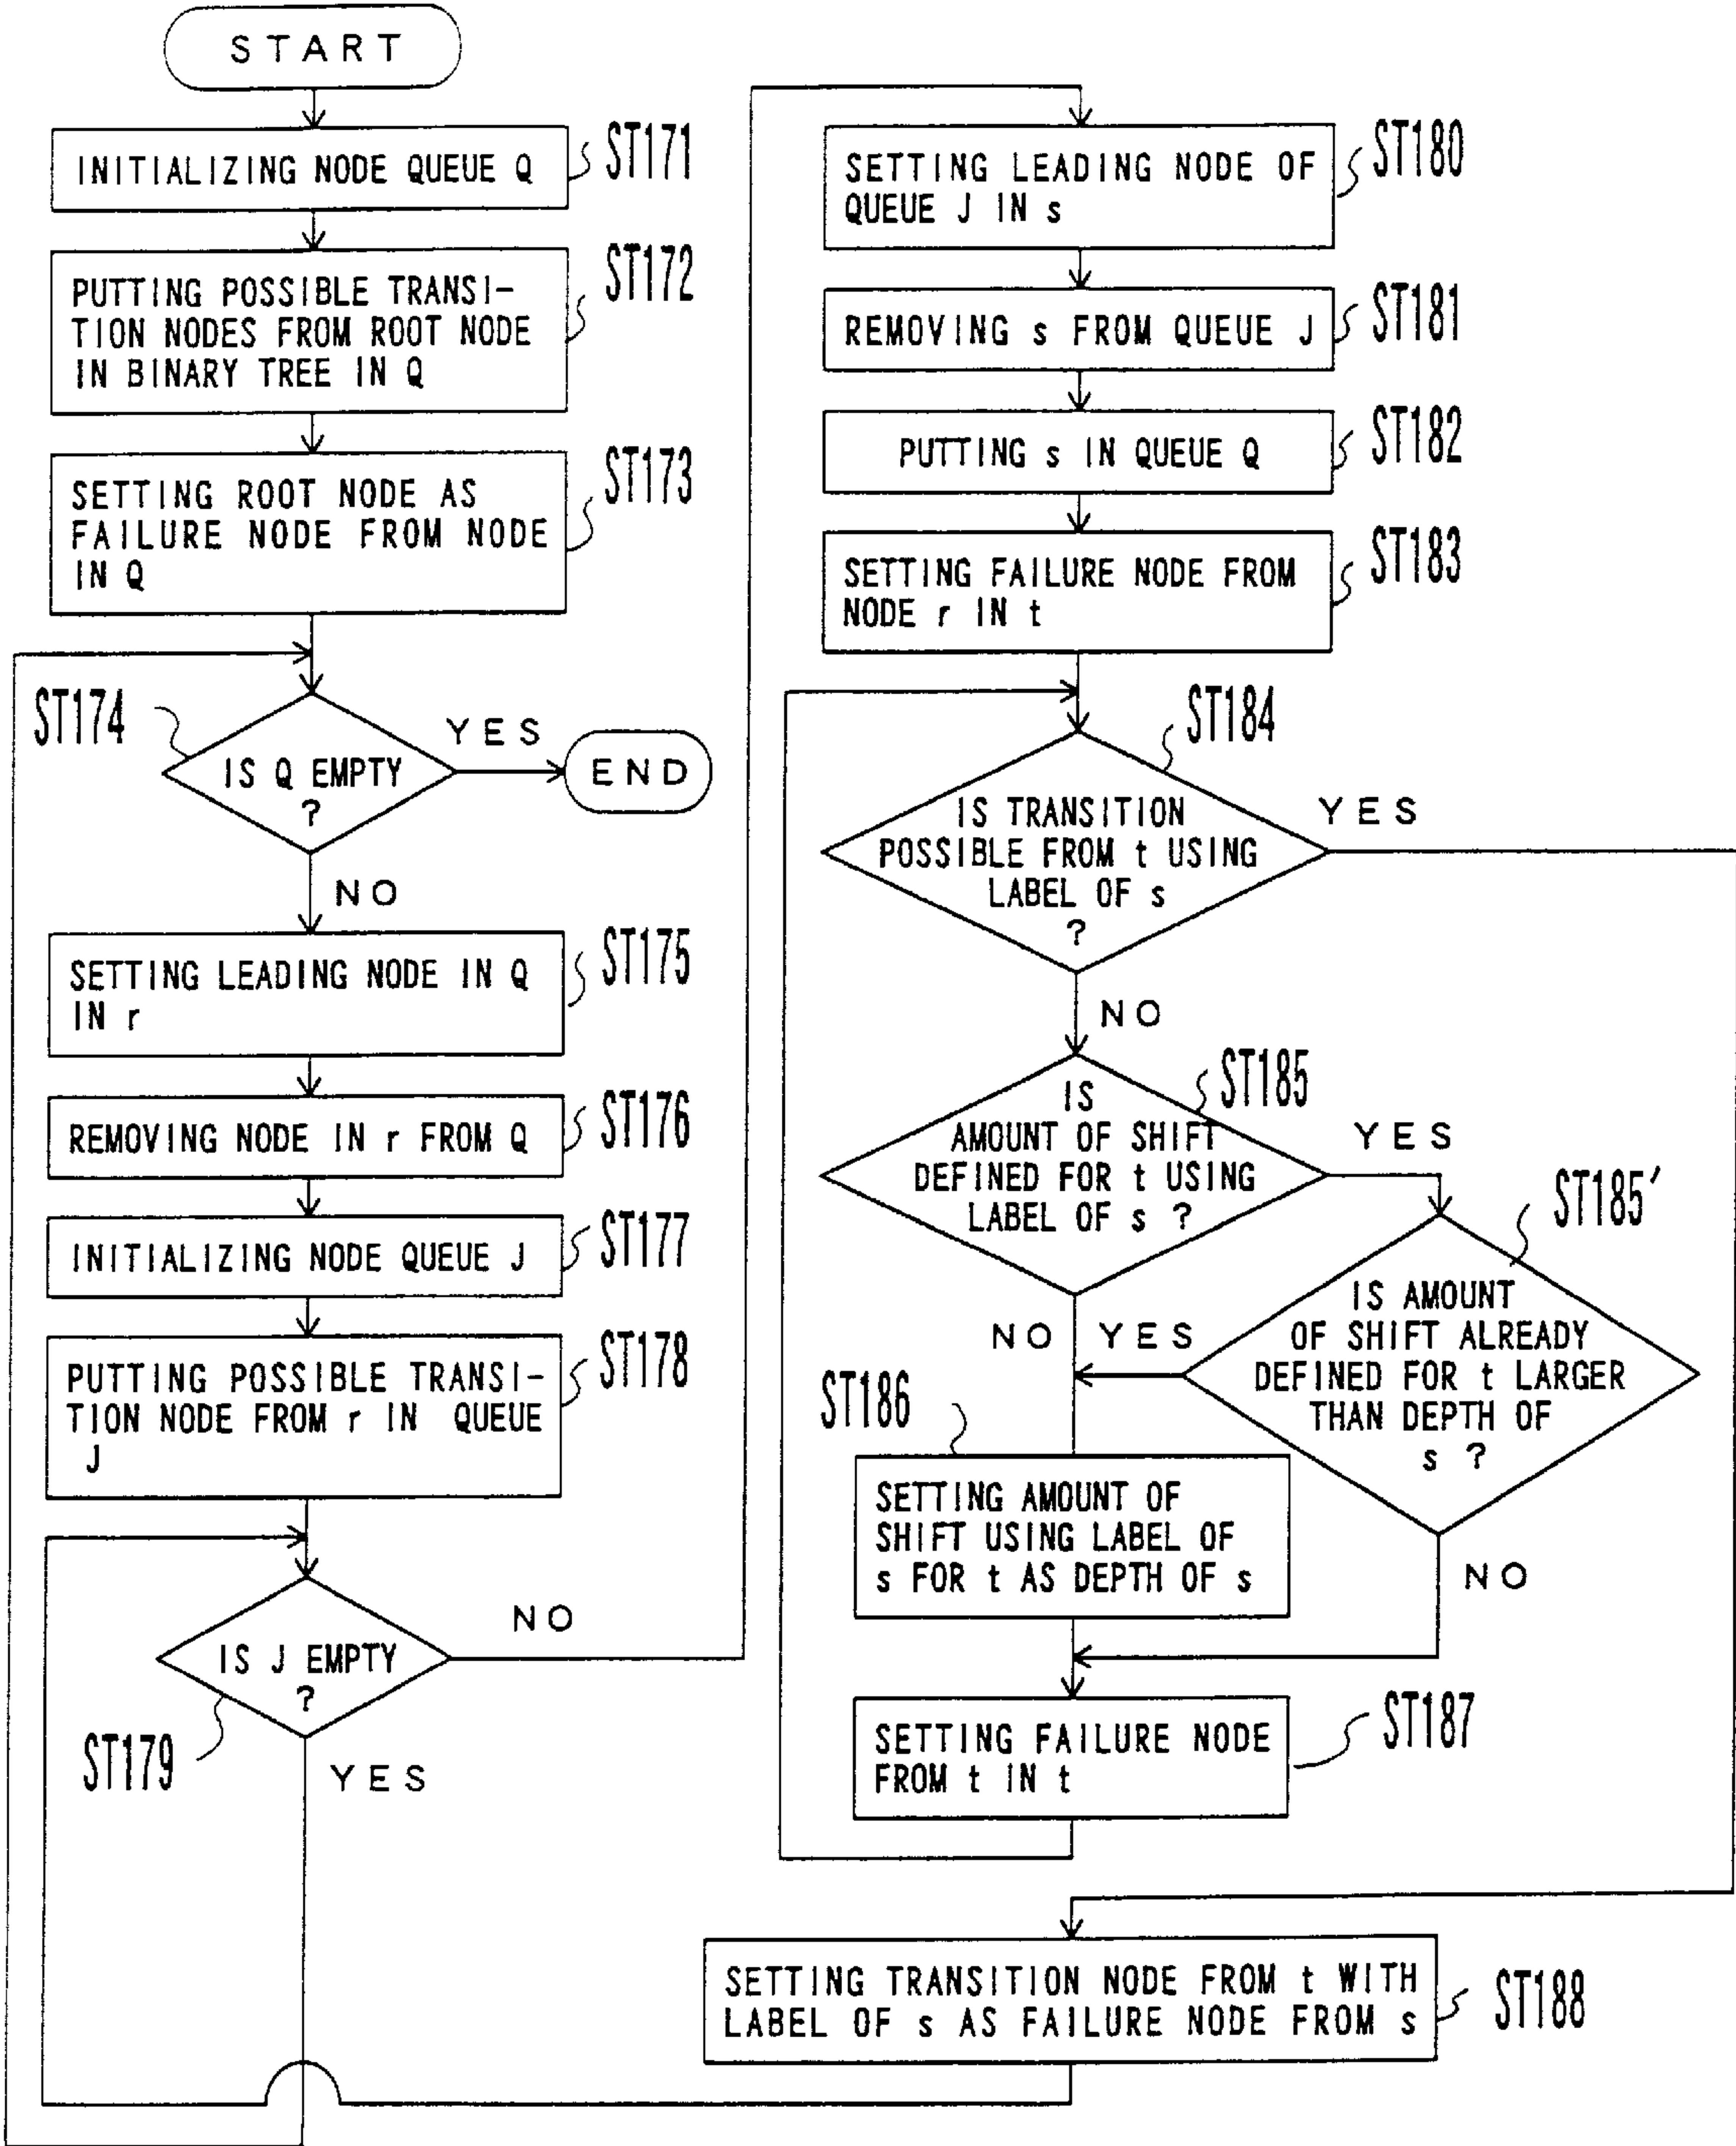 START
INITIALIZING NODE QUEUE Q
ST171
PUTTING POSSIBLE TRANSI-
TION NODES FROM ROOT NODE
IN BINARY TREE IN Q
ST172
SETTING ROOT NODE AS
FAILURE NODE FROM NODE
IN Q
ST173
ST174
IS Q EMPTY
?
YES
END
NO
SETTING LEADING NODE IN Q
IN r
ST175
REMOVING NODE IN r FROM Q
ST176
INITIALIZING NODE QUEUE J
ST177
PUTTING POSSIBLE TRANSI-
TION NODE FROM r IN QUEUE
J
ST178
IS J EMPTY
?
NO
ST179
YES
SETTING LEADING NODE OF
QUEUE J IN s
ST180
REMOVING s FROM QUEUE J
ST181
PUTTING s IN QUEUE Q
ST182
SETTING FAILURE NODE FROM
NODE r IN t
ST183
ST184
IS TRANSITION
POSSIBLE FROM t USING
LABEL OF s
?
YES
NO
IS
AMOUNT OF SHIFT
DEFINED FOR t USING
LABEL OF s ?
ST185
YES
ST185'
IS AMOUNT
OF SHIFT ALREADY
DEFINED FOR t LARGER
THAN DEPTH OF
s ?
NO
YES
NO
ST186
SETTING AMOUNT OF
SHIFT USING LABEL OF
s FOR t AS DEPTH OF s
SETTING FAILURE NODE
FROM t IN t
ST187
SETTING TRANSITION NODE FROM t WITH
LABEL OF s AS FAILURE NODE FROM s
ST188